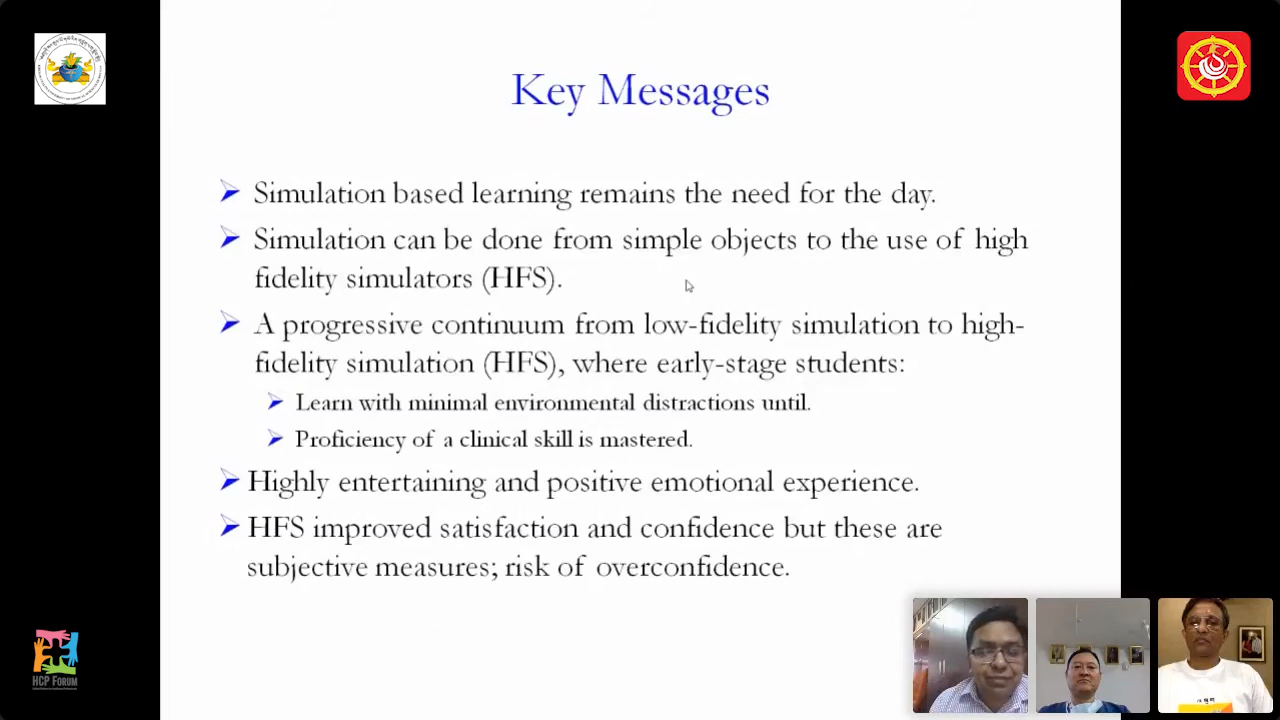 Key Messages
Simulation based learning remains the need for the day.
Simulation can be done from simple objects to the use of high
fidelity simulators (HFS).
A progressive continuum from low-fidelity simulation to high-
fidelity simulation (HFS), where early-stage students:
Learn with minimal environmental distractions until.
Proficiency of a clinical skill is mastered.
Highly entertaining and positive emotional experience.
HFS improved satisfaction and confidence but these are
subjective measures; risk of overconfidence.
HCP FORUM